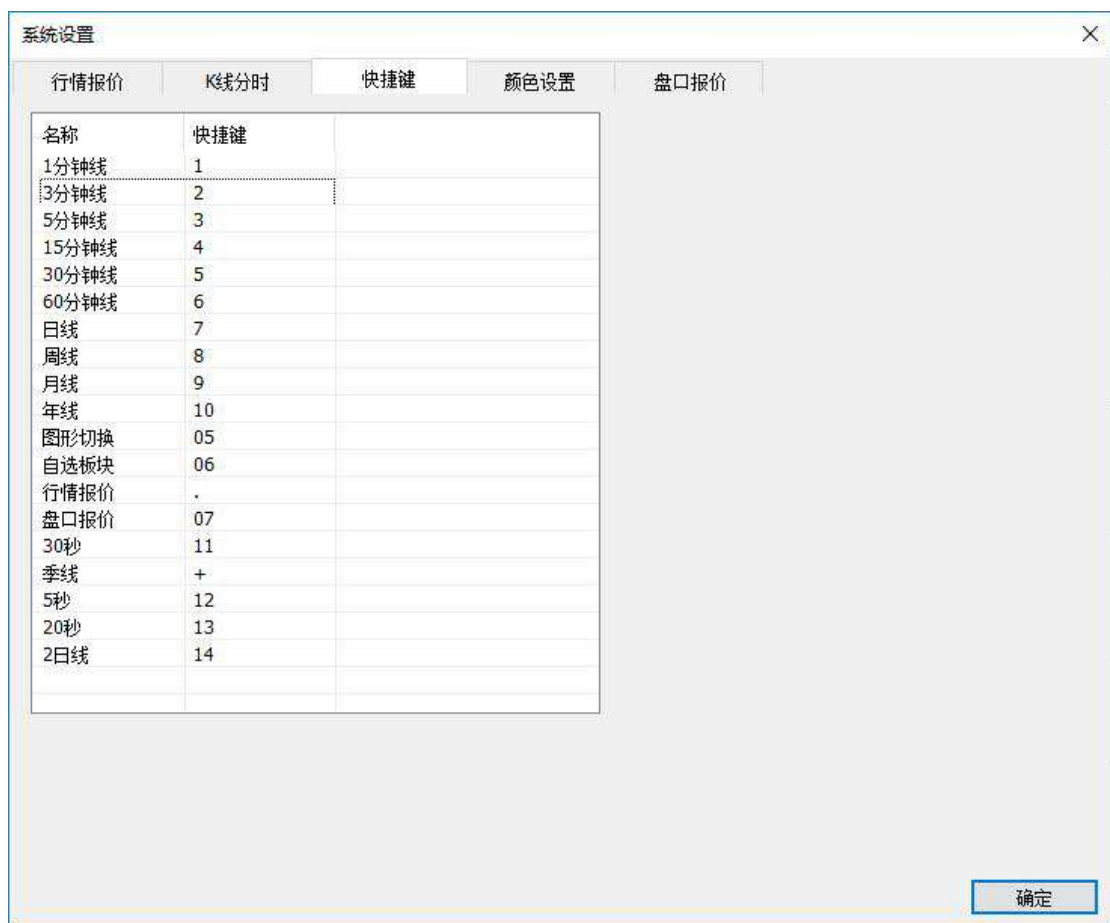 系统设置
行情报价 K线分时 快捷键 颜色设置 盘口报价
名称 快捷键
1分钟线 1
3分钟线 2
5分钟线 3
15分钟线 4
30分钟线 5
60分钟线 6
日线 7
周线 8
月线 9
年线 10
图形切换 05
自选板块 06
行情报价 .
盘口报价 07
30秒 11
季线 +
5秒 12
20秒 13
2日线 14
确定